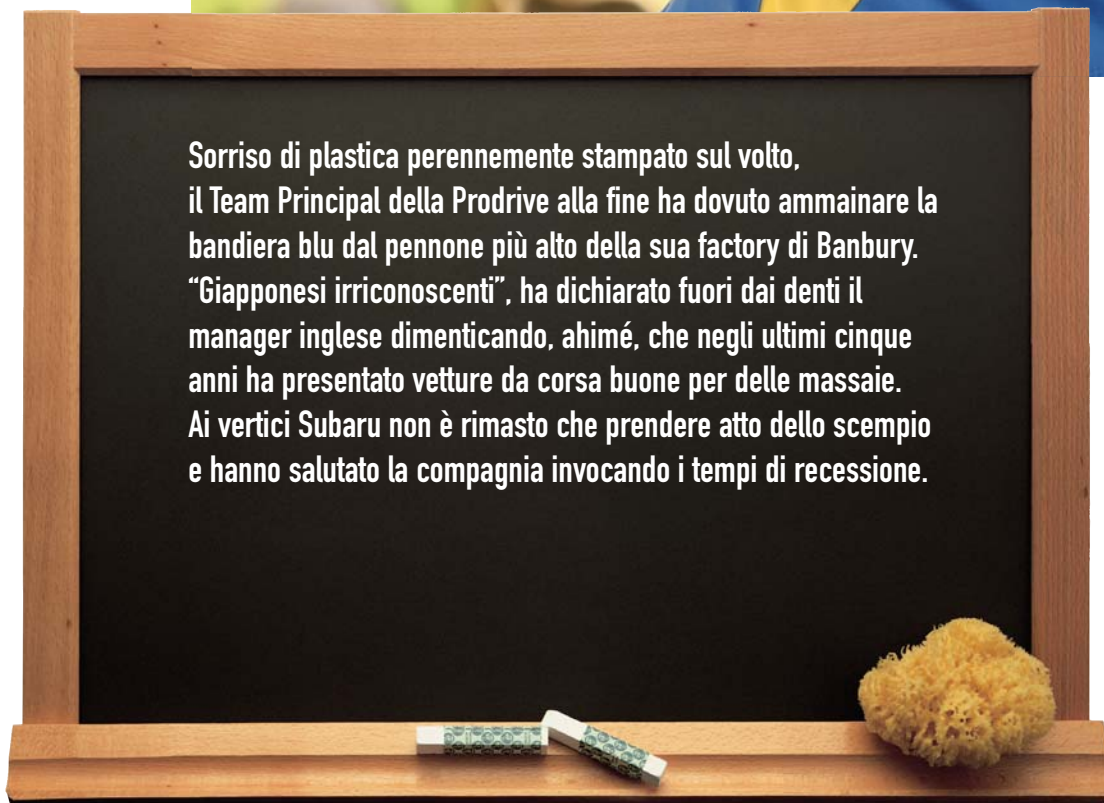 Sorriso di plastica perennemente stampato sul volto,
il Team Principal della Prodrive alla fine ha dovuto ammainare la
bandiera blu dal pennone più alto della sua factory di Banbury.
“Giapponesi irriconoscenti”, ha dichiarato fuori dai denti il
manager inglese dimenticando, ahimé, che negli ultimi cinque
anni ha presentato vetture da corsa buone per delle massaie.
Ai vertici Subaru non è rimasto che prendere atto dello scempio
e hanno salutato la compagnia invocando i tempi di recessione.